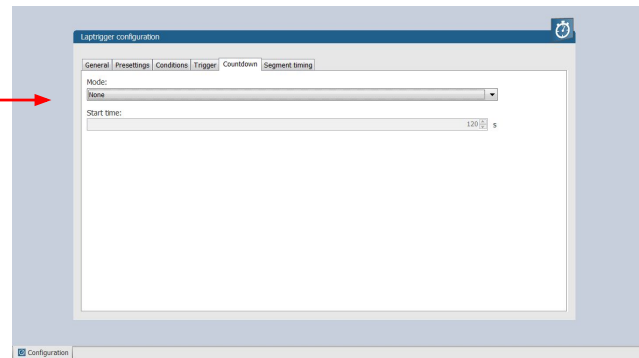 Laptrigger configuration
General Presettings Conditions Trigger Countdown Segment timing
Mode:
None
Start time:
120 s
Configuration